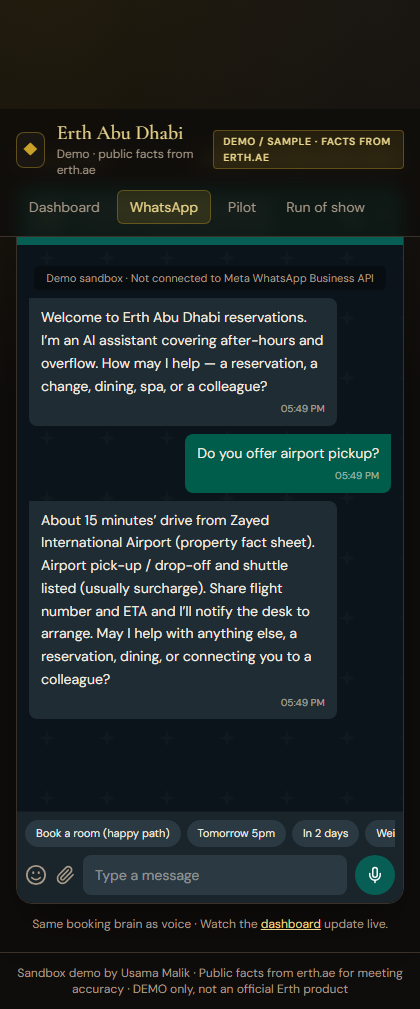 Erth Abu Dhabi
Demo · public facts from
erth.ae
DEMO / SAMPLE · FACTS FROM
ERTH.AE
Dashboard WhatsApp Pilot Run of show
Demo sandbox · Not connected to Meta WhatsApp Business API
Welcome to Erth Abu Dhabi reservations.
I'm an AI assistant covering after-hours and
overflow. How may I help — a reservation, a
change, dining, spa, or a colleague?
05:49 PM
Do you offer airport pickup?
05:49 PM
About 15 minutes' drive from Zayed
International Airport (property fact sheet).
Airport pick-up / drop-off and shuttle
listed (usually surcharge). Share flight
number and ETA and I'll notify the desk to
arrange. May I help with anything else, a
reservation, dining, or connecting you to a
colleague?
05:49 PM
Book a room (happy path) Tomorrow 5pm In 2 days Wei
Type a message
Same booking brain as voice · Watch the dashboard update live.
Sandbox demo by Usama Malik · Public facts from erth.ae for meeting
accuracy · DEMO only, not an official Erth product